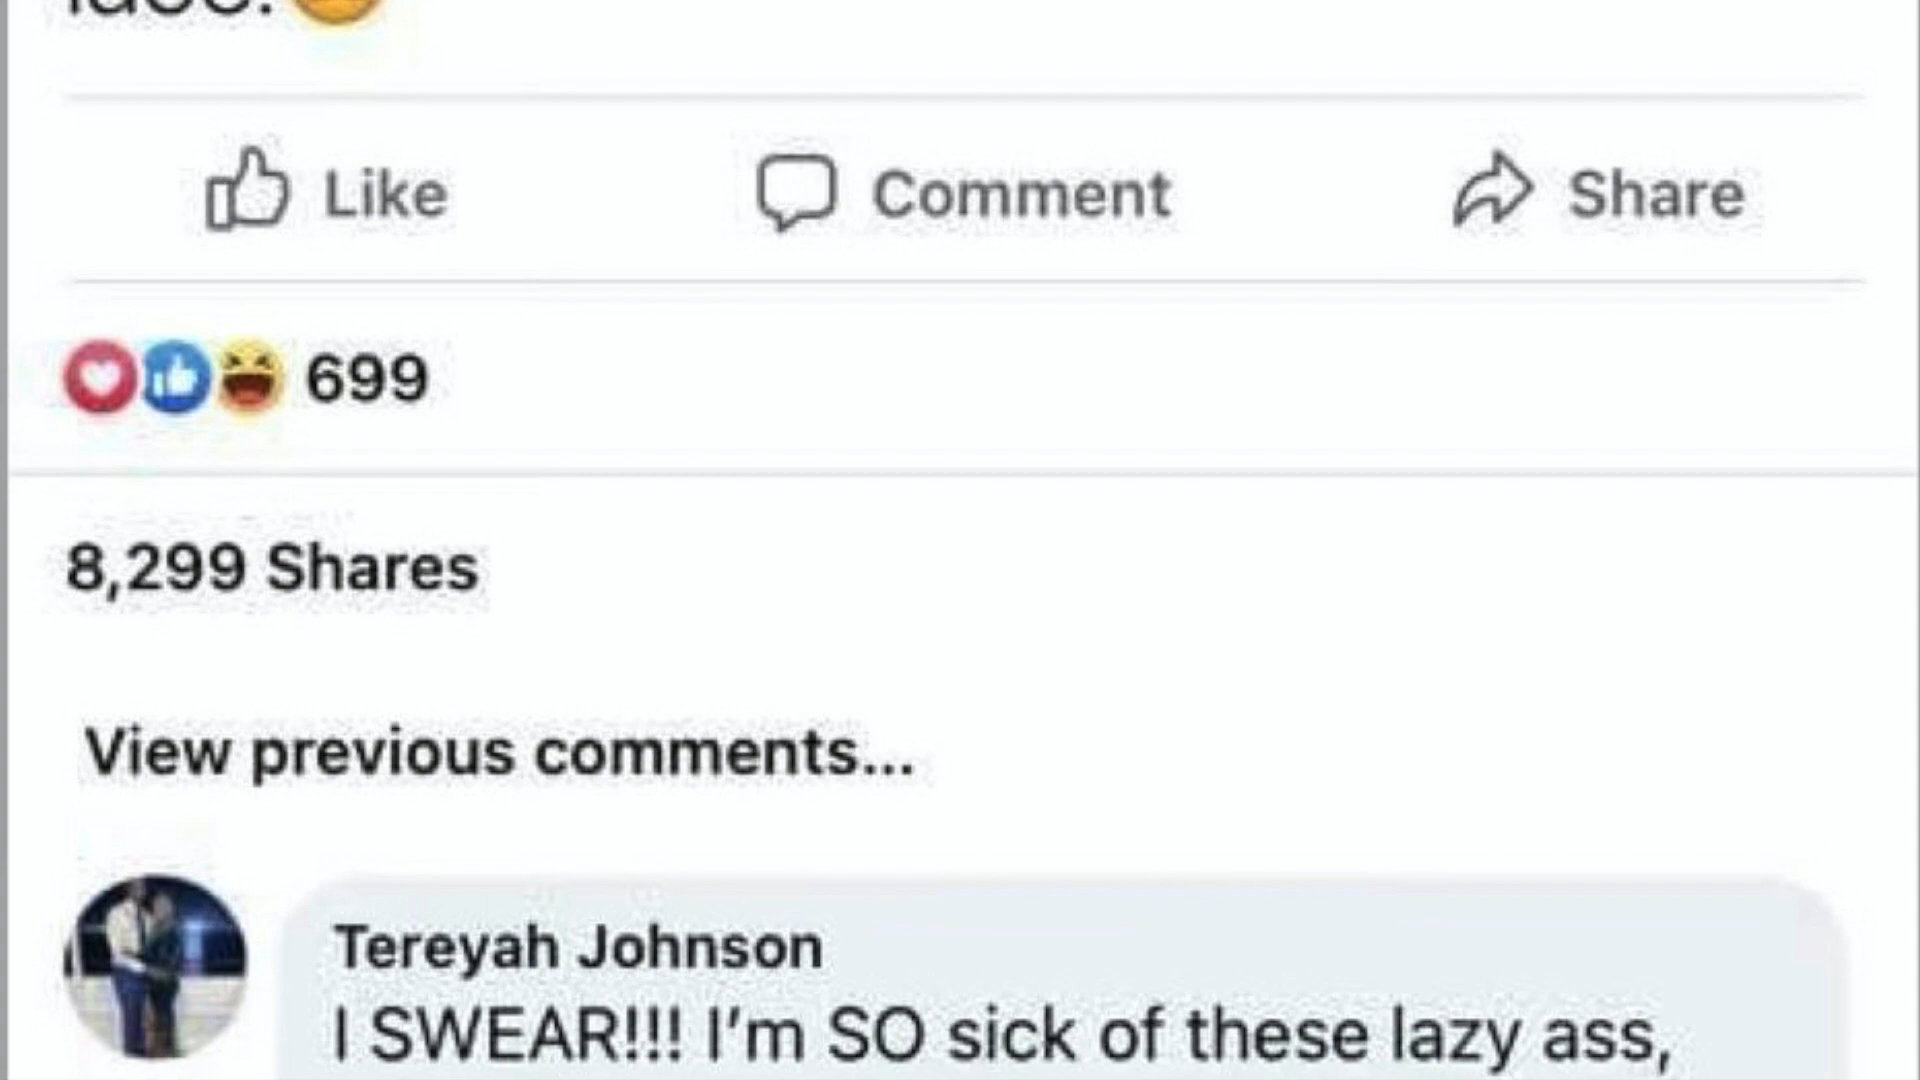 Like Comment Share
699
8,299 Shares
View previous comments...
Tereyah Johnson
I SWEAR!!! I'm SO sick of these lazy ass,